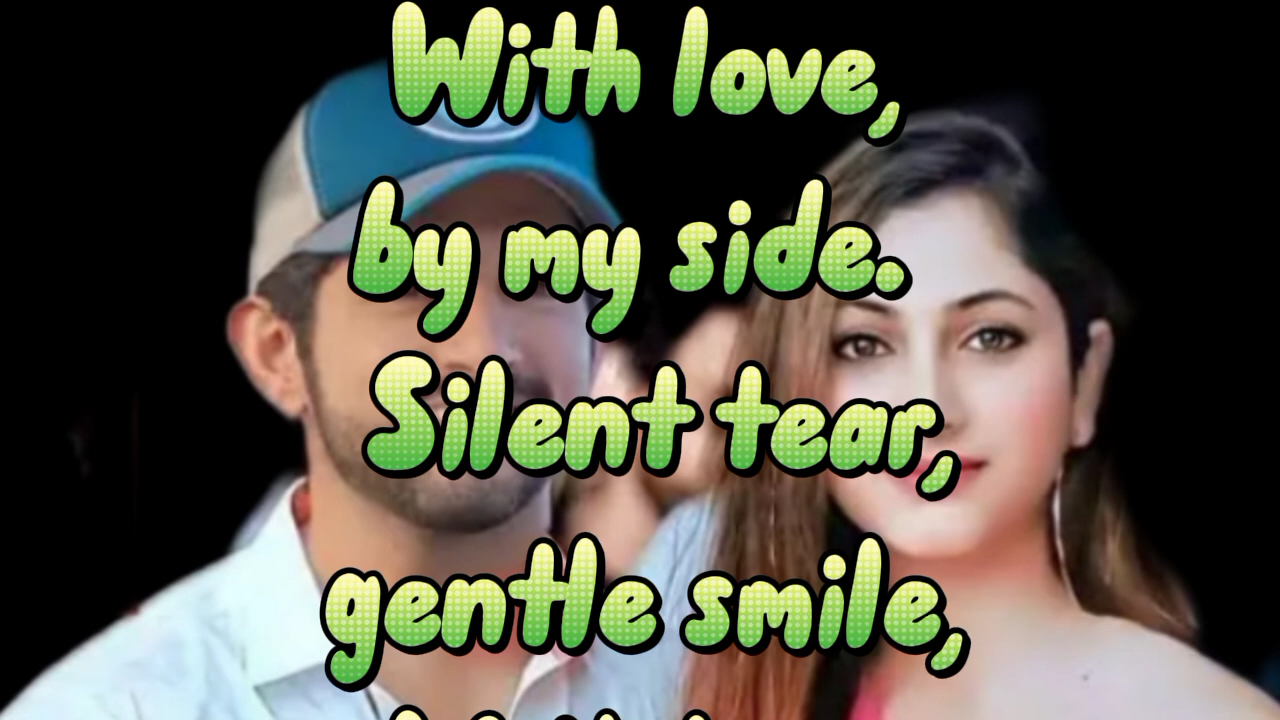 With love,
by my side.
Silent tear,
gentle smile,